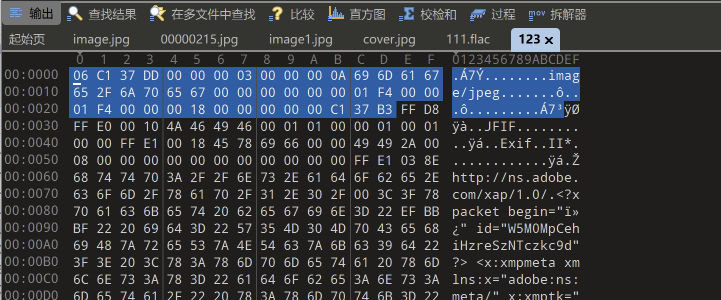 输出 查找结果 在多文件中查找 比较 直方图 校检和 过程 拆解器
起始页 image.jpg 00000215.jpg image1.jpg cover.jpg 111.flac 123 ×
0 1 2 3 4 5 6 7 8 9 A B C D E F 0123456789ABCDEF
00:0000 06 C1 37 DD 00 00 00 03 00 00 00 0A 69 6D 61 67 .Á7Ý........imag
00:0010 65 2F 6A 70 65 67 00 00 00 00 00 00 01 F4 00 00 e/jpeg.......ô..
00:0020 01 F4 00 00 00 18 00 00 00 00 00 C1 37 B3 FF D8 .ô.........Á7³ÿØ
00:0030 FF E0 00 10 4A 46 49 46 00 01 01 00 00 01 00 01 ÿà..JFIF........
00:0040 00 00 FF E1 00 18 45 78 69 66 00 00 49 49 2A 00 ..ÿá..Exif..II*.
00:0050 08 00 00 00 00 00 00 00 00 00 00 00 FF E1 03 8E ............ÿá.Ž
00:0060 68 74 74 70 3A 2F 2F 6E 73 2E 61 64 6F 62 65 2E http://ns.adobe.
00:0070 63 6F 6D 2F 78 61 70 2F 31 2E 30 2F 00 3C 3F 78 com/xap/1.0/.<?x
00:0080 70 61 63 6B 65 74 20 62 65 67 69 6E 3D 22 EF BB packet begin="ï»
00:0090 BF 22 20 69 64 3D 22 57 35 4D 30 4D 70 43 65 68 ¿" id="W5M0MpCeh
00:00A0 69 48 7A 72 65 53 7A 4E 54 63 7A 6B 63 39 64 22 iHzreSzNTczkc9d"
00:00B0 3F 3E 20 3C 78 3A 78 6D 70 6D 65 74 61 20 78 6D ?> <x:xmpmeta xm
00:00C0 6C 6E 73 3A 78 3D 22 61 64 6F 62 65 3A 6E 73 3A lns:x="adobe:ns:
00:00D0 6D 65 74 61 2F 22 20 78 3A 78 6D 70 74 6B 3D 22 meta/" x:xmptk="